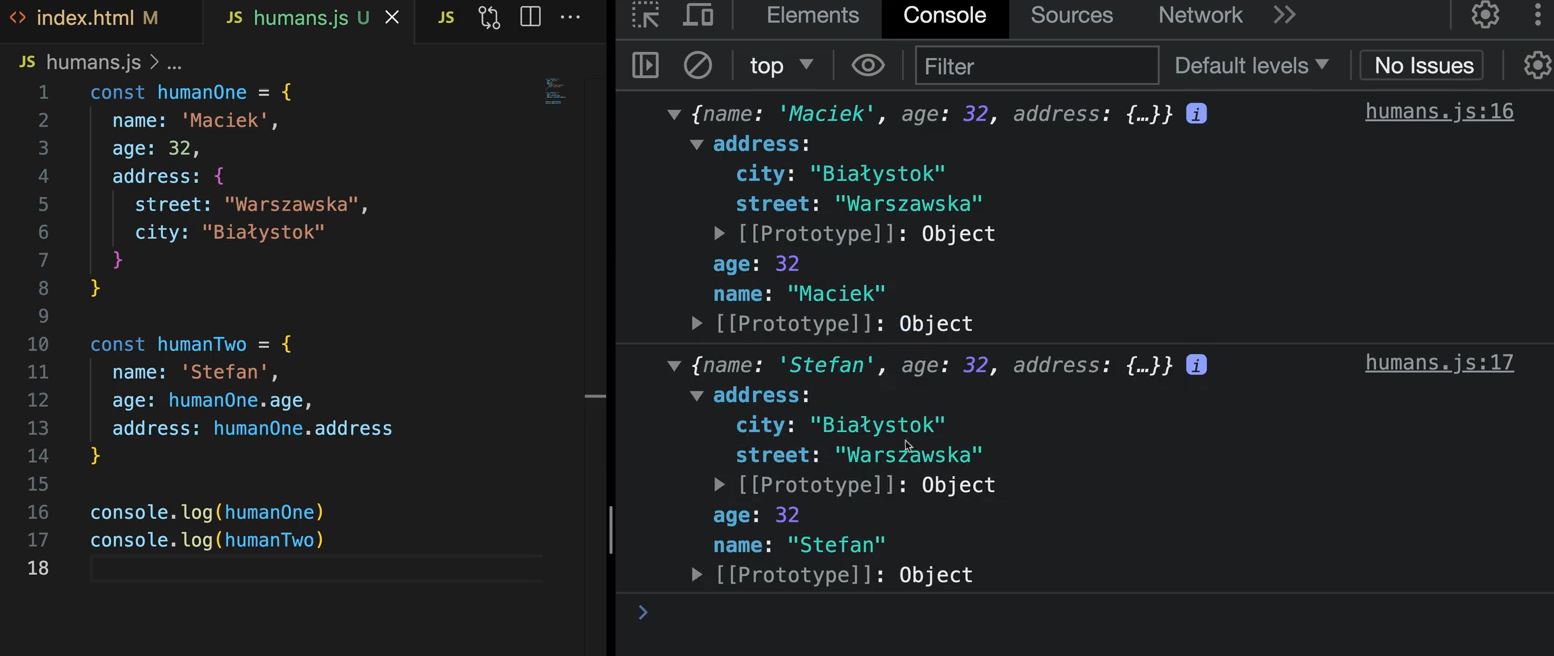 <> index.html M
JS humans.js U × JS ...
JS humans.js > ...
1 const humanOne = {
2 name: 'Maciek',
3 age: 32,
4 address: {
5 street: "Warszawska",
6 city: "Białystok"
7 }
8 }
9
10 const humanTwo = {
11 name: 'Stefan',
12 age: humanOne.age,
13 address: humanOne.address
14 }
15
16 console.log(humanOne)
17 console.log(humanTwo)
18
Elements Console Sources Network >>
top Filter Default levels No Issues
{name: 'Maciek', age: 32, address: {…}} i humans.js:16
address:
city: "Białystok"
street: "Warszawska"
[[Prototype]]: Object
age: 32
name: "Maciek"
[[Prototype]]: Object
{name: 'Stefan', age: 32, address: {…}} i humans.js:17
address:
city: "Białystok"
street: "Warszawska"
[[Prototype]]: Object
age: 32
name: "Stefan"
[[Prototype]]: Object
>